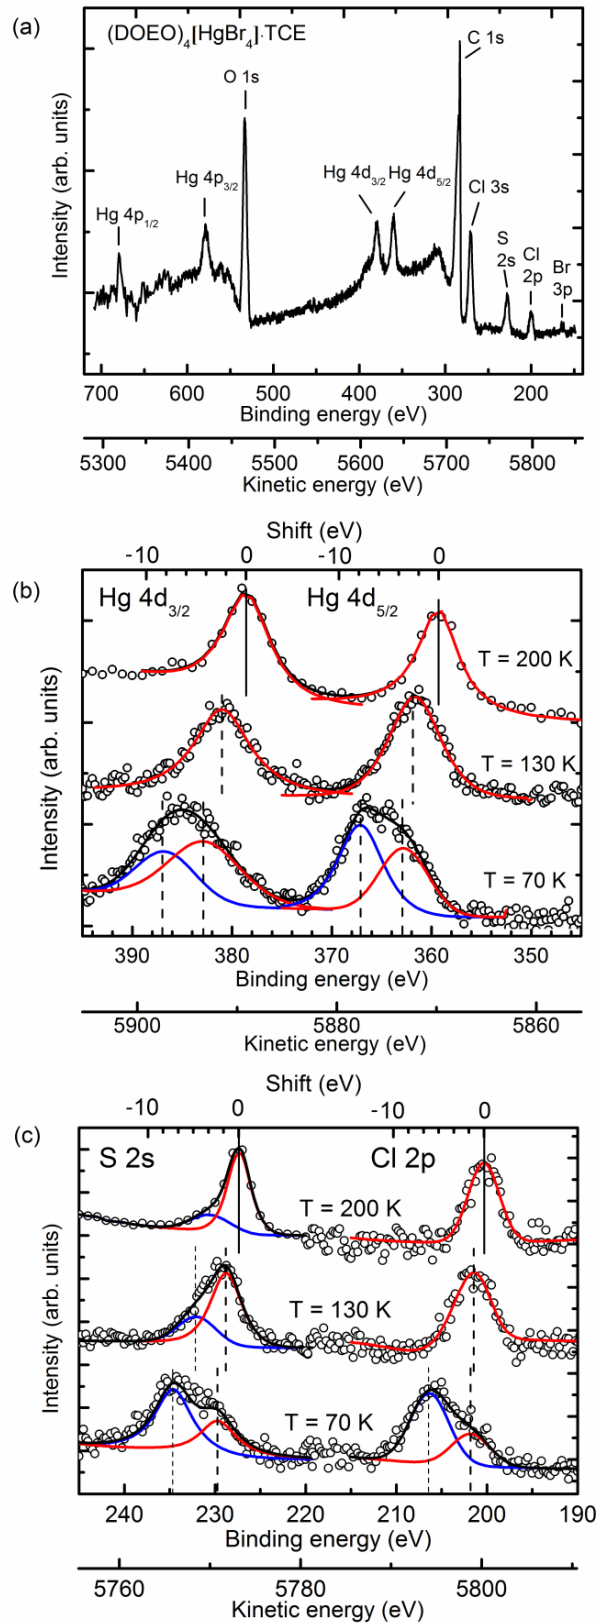 (a)
(DOEO)₄[HgBr₄]·TCE
C 1s
O 1s
Hg 4p₃/₂
Hg 4d₃/₂ Hg 4d₅/₂
Hg 4p₁/₂
Cl 3s
S 2s
Cl 2p
Br 3p
Intensity (arb. units)
700 600 500 400 300 200
Binding energy (eV)
5300 5400 5500 5600 5700 5800
Kinetic energy (eV)
Shift (eV)
(b)
-10 0 -10 0
Hg 4d₃/₂ Hg 4d₅/₂
T = 200 K
T = 130 K
T = 70 K
Intensity (arb. units)
390 380 370 360 350
Binding energy (eV)
5900 5880 5860
Kinetic energy (eV)
Shift (eV)
(c)
-10 0 -10 0
S 2s Cl 2p
T = 200 K
T = 130 K
T = 70 K
Intensity (arb. units)
240 230 220 210 200 190
Binding energy (eV)
5760 5780 5800
Kinetic energy (eV)